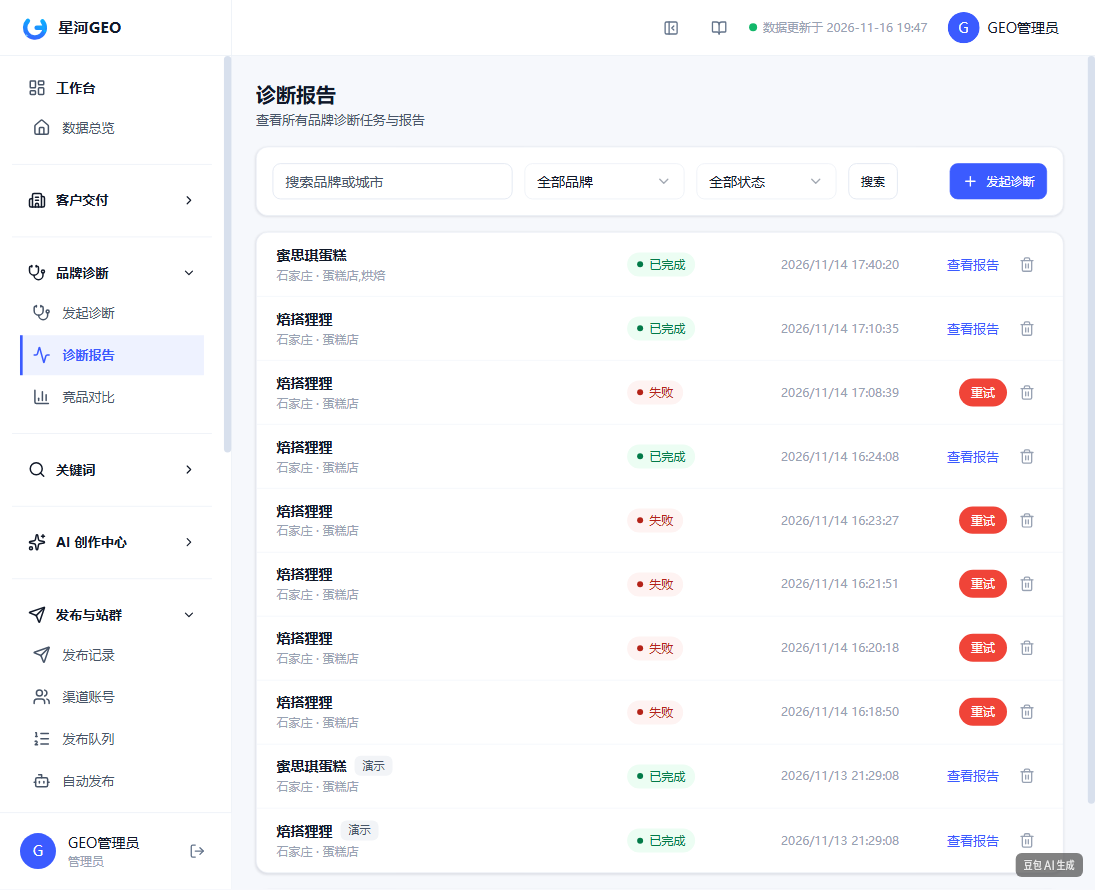 星河GEO
数据更新于 2026-11-16 19:47
G
GEO管理员
工作台
数据总览
客户交付
品牌诊断
发起诊断
诊断报告
竞品对比
关键词
AI 创作中心
发布与站群
发布记录
渠道账号
发布队列
自动发布
G
GEO管理员
管理员
诊断报告
查看所有品牌诊断任务与报告
搜索品牌或城市
全部品牌
全部状态
搜索
+ 发起诊断
蜜思琪蛋糕
石家庄 · 蛋糕店,烘焙
已完成
2026/11/14 17:40:20
查看报告
焙搭狸狸
石家庄 · 蛋糕店
已完成
2026/11/14 17:10:35
查看报告
焙搭狸狸
石家庄 · 蛋糕店
失败
2026/11/14 17:08:39
重试
焙搭狸狸
石家庄 · 蛋糕店
已完成
2026/11/14 16:24:08
查看报告
焙搭狸狸
石家庄 · 蛋糕店
失败
2026/11/14 16:23:27
重试
焙搭狸狸
石家庄 · 蛋糕店
失败
2026/11/14 16:21:51
重试
焙搭狸狸
石家庄 · 蛋糕店
失败
2026/11/14 16:20:18
重试
焙搭狸狸
石家庄 · 蛋糕店
失败
2026/11/14 16:18:50
重试
蜜思琪蛋糕 演示
石家庄 · 蛋糕店
已完成
2026/11/13 21:29:08
查看报告
焙搭狸狸 演示
石家庄 · 蛋糕店
已完成
2026/11/13 21:29:08
查看报告
豆包 AI 生成